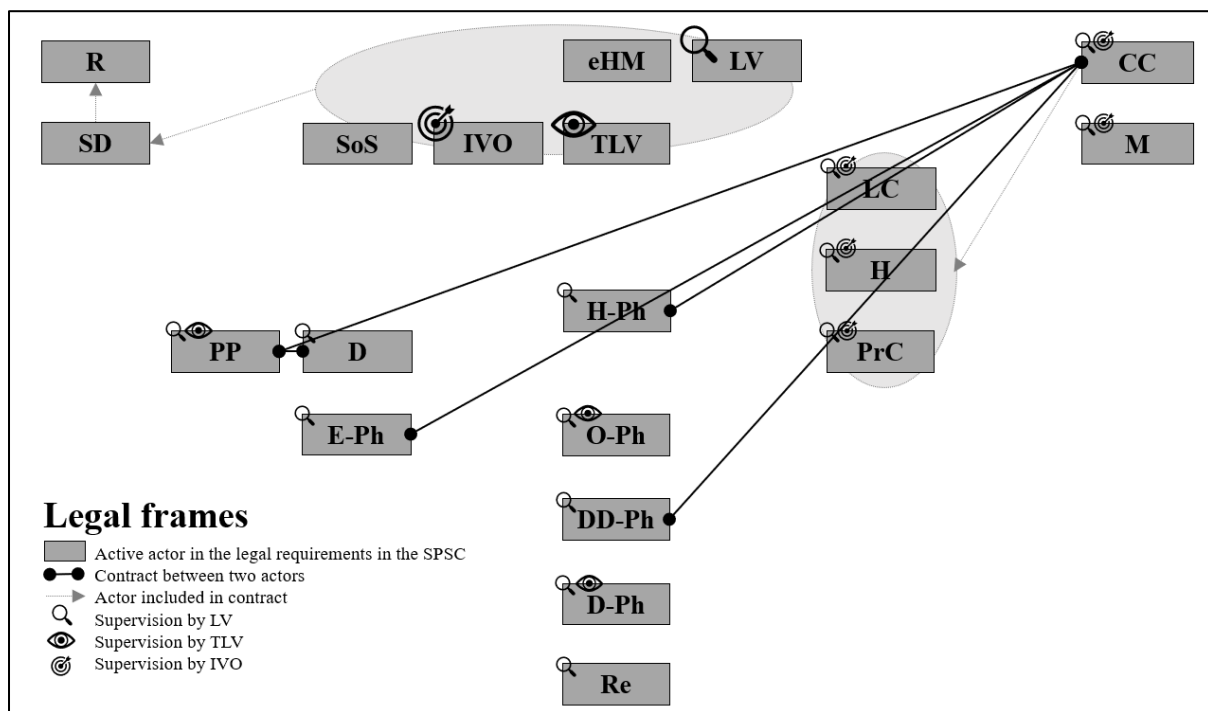 R
eHM
LV
CC
SD
SoS
IVO
TLV
M
LC
H
H-Ph
PP
D
PrC
E-Ph
O-Ph
DD-Ph
D-Ph
Re
Legal frames
Active actor in the legal requirements in the SPSC
Contract between two actors
Actor included in contract
Supervision by LV
Supervision by TLV
Supervision by IVO